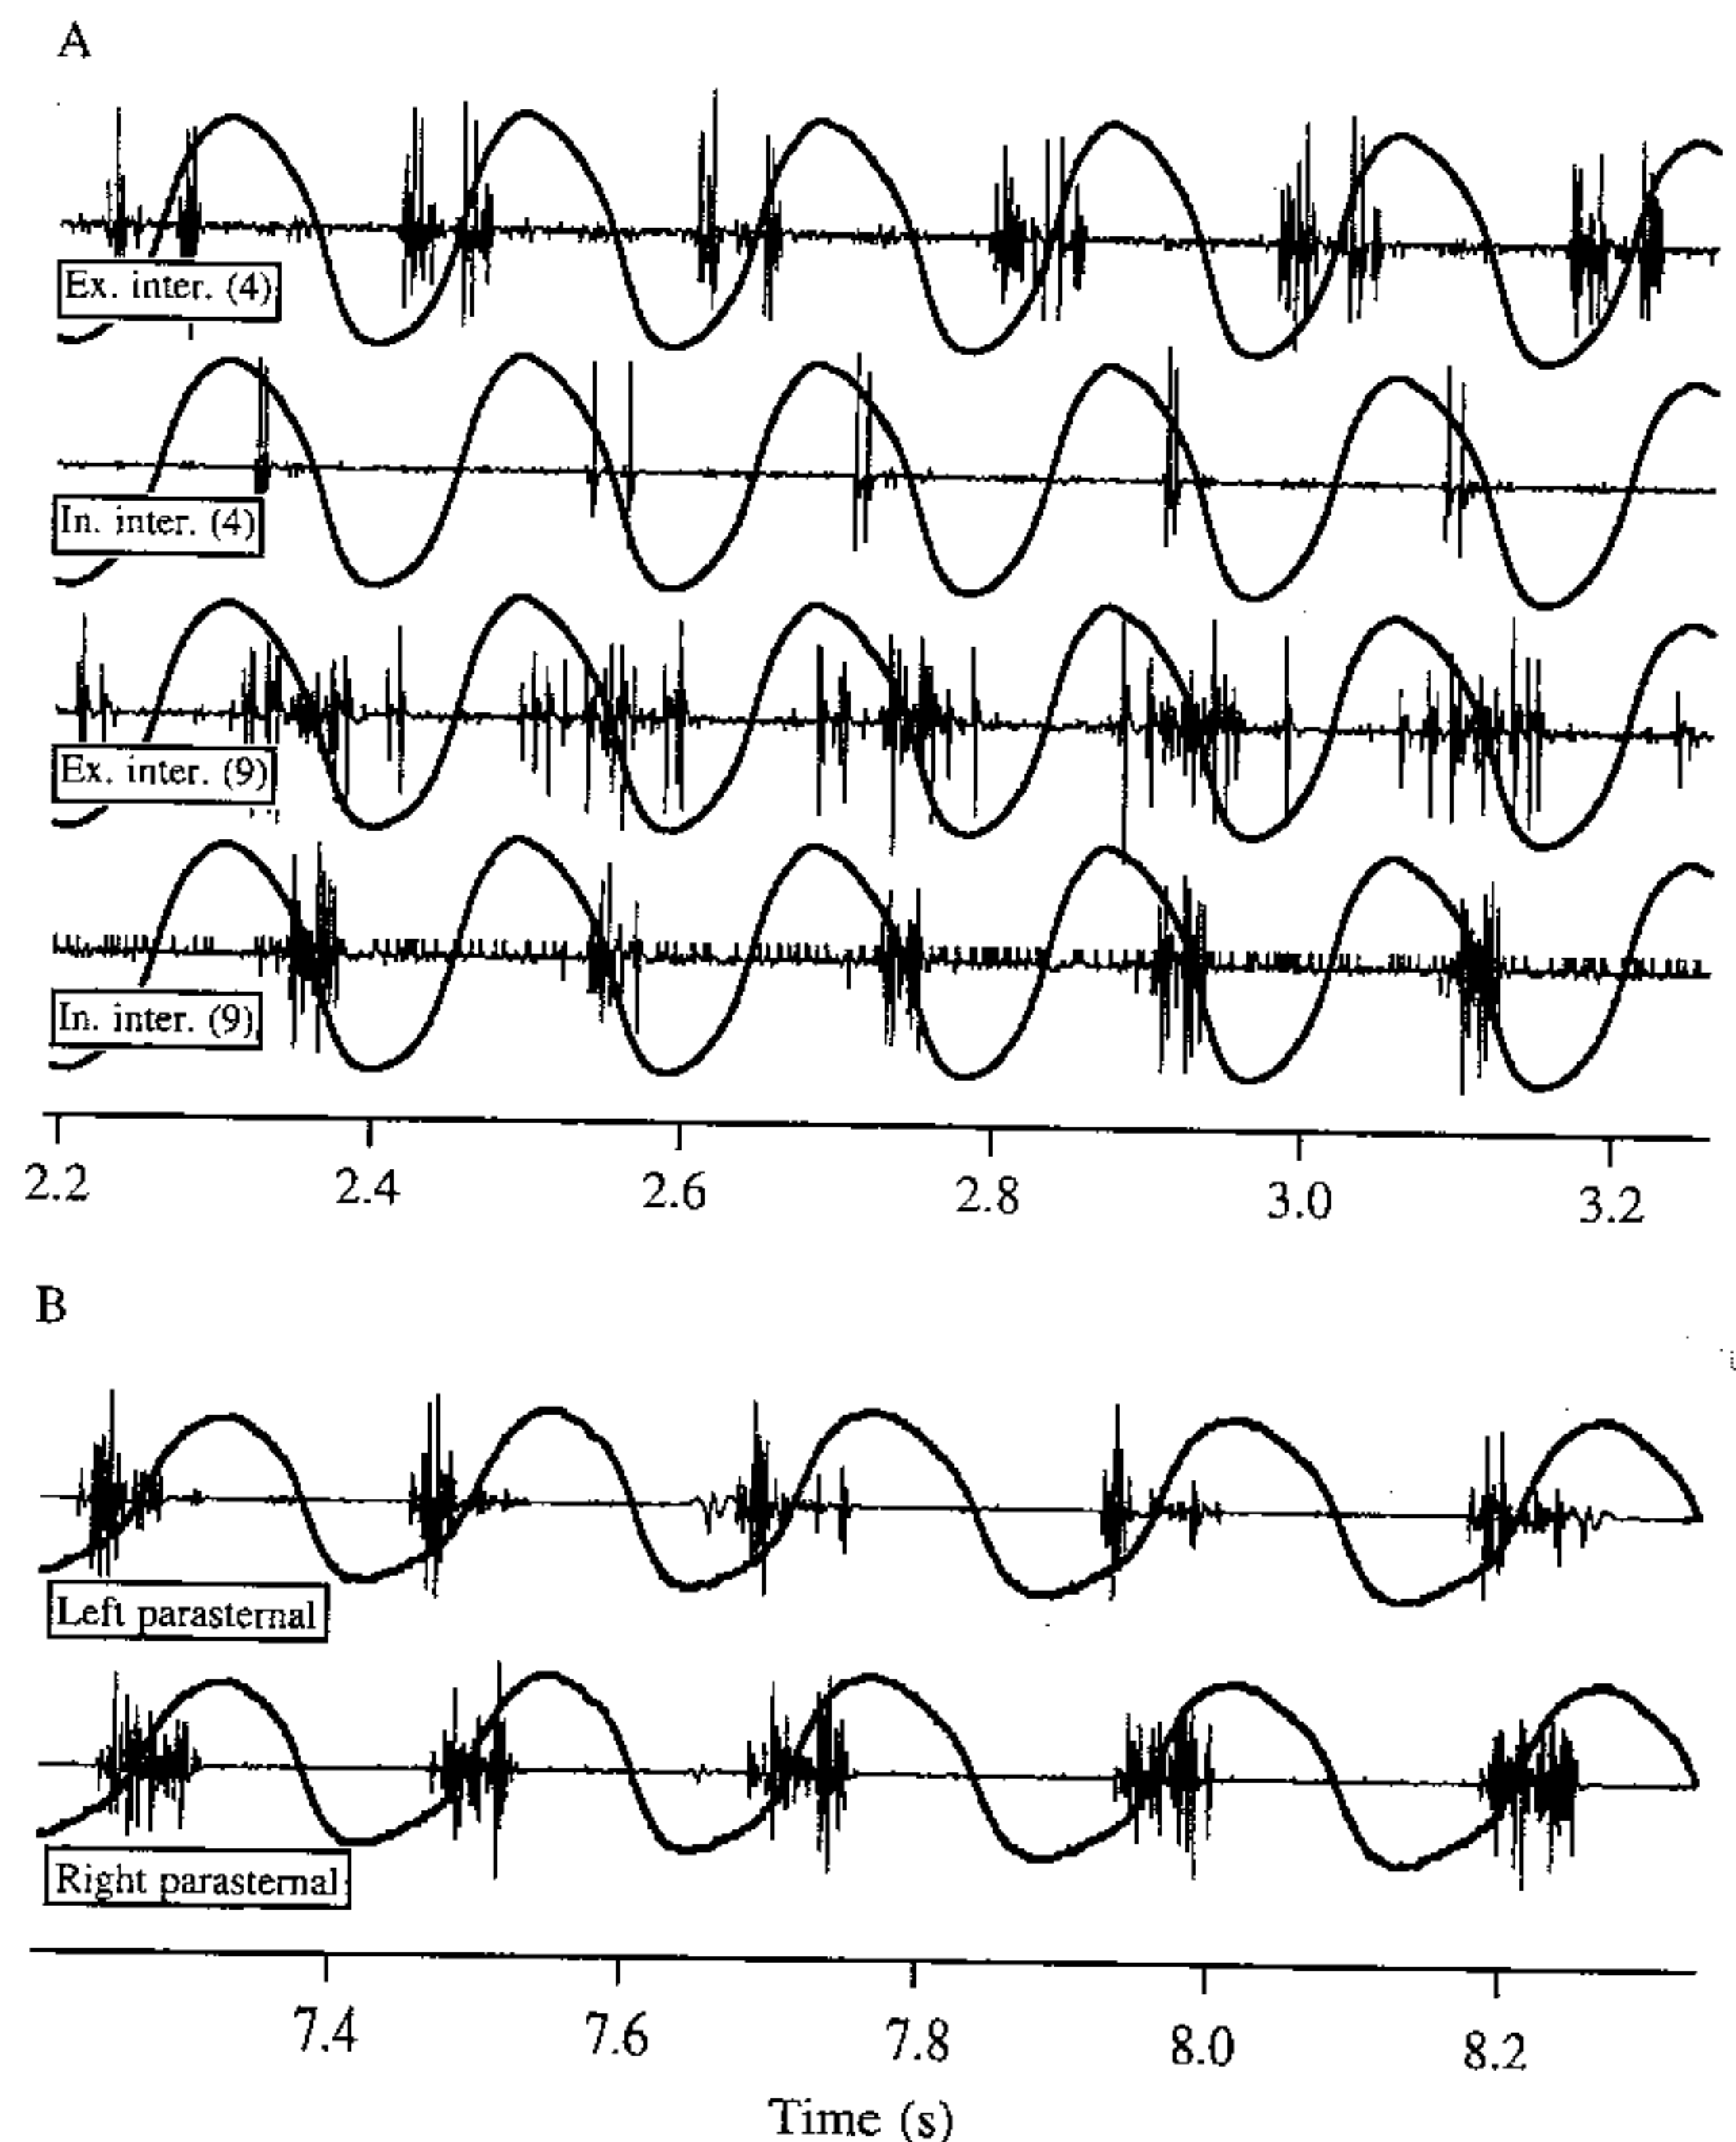 A
Ex. inter. (4)
In. inter. (4)
Ex. inter. (9)
In. inter. (9)
2.2 2.4 2.6 2.8 3.0 3.2
B
Left parasternal
Right parasternal
7.4 7.6 7.8 8.0 8.2
Time (s)